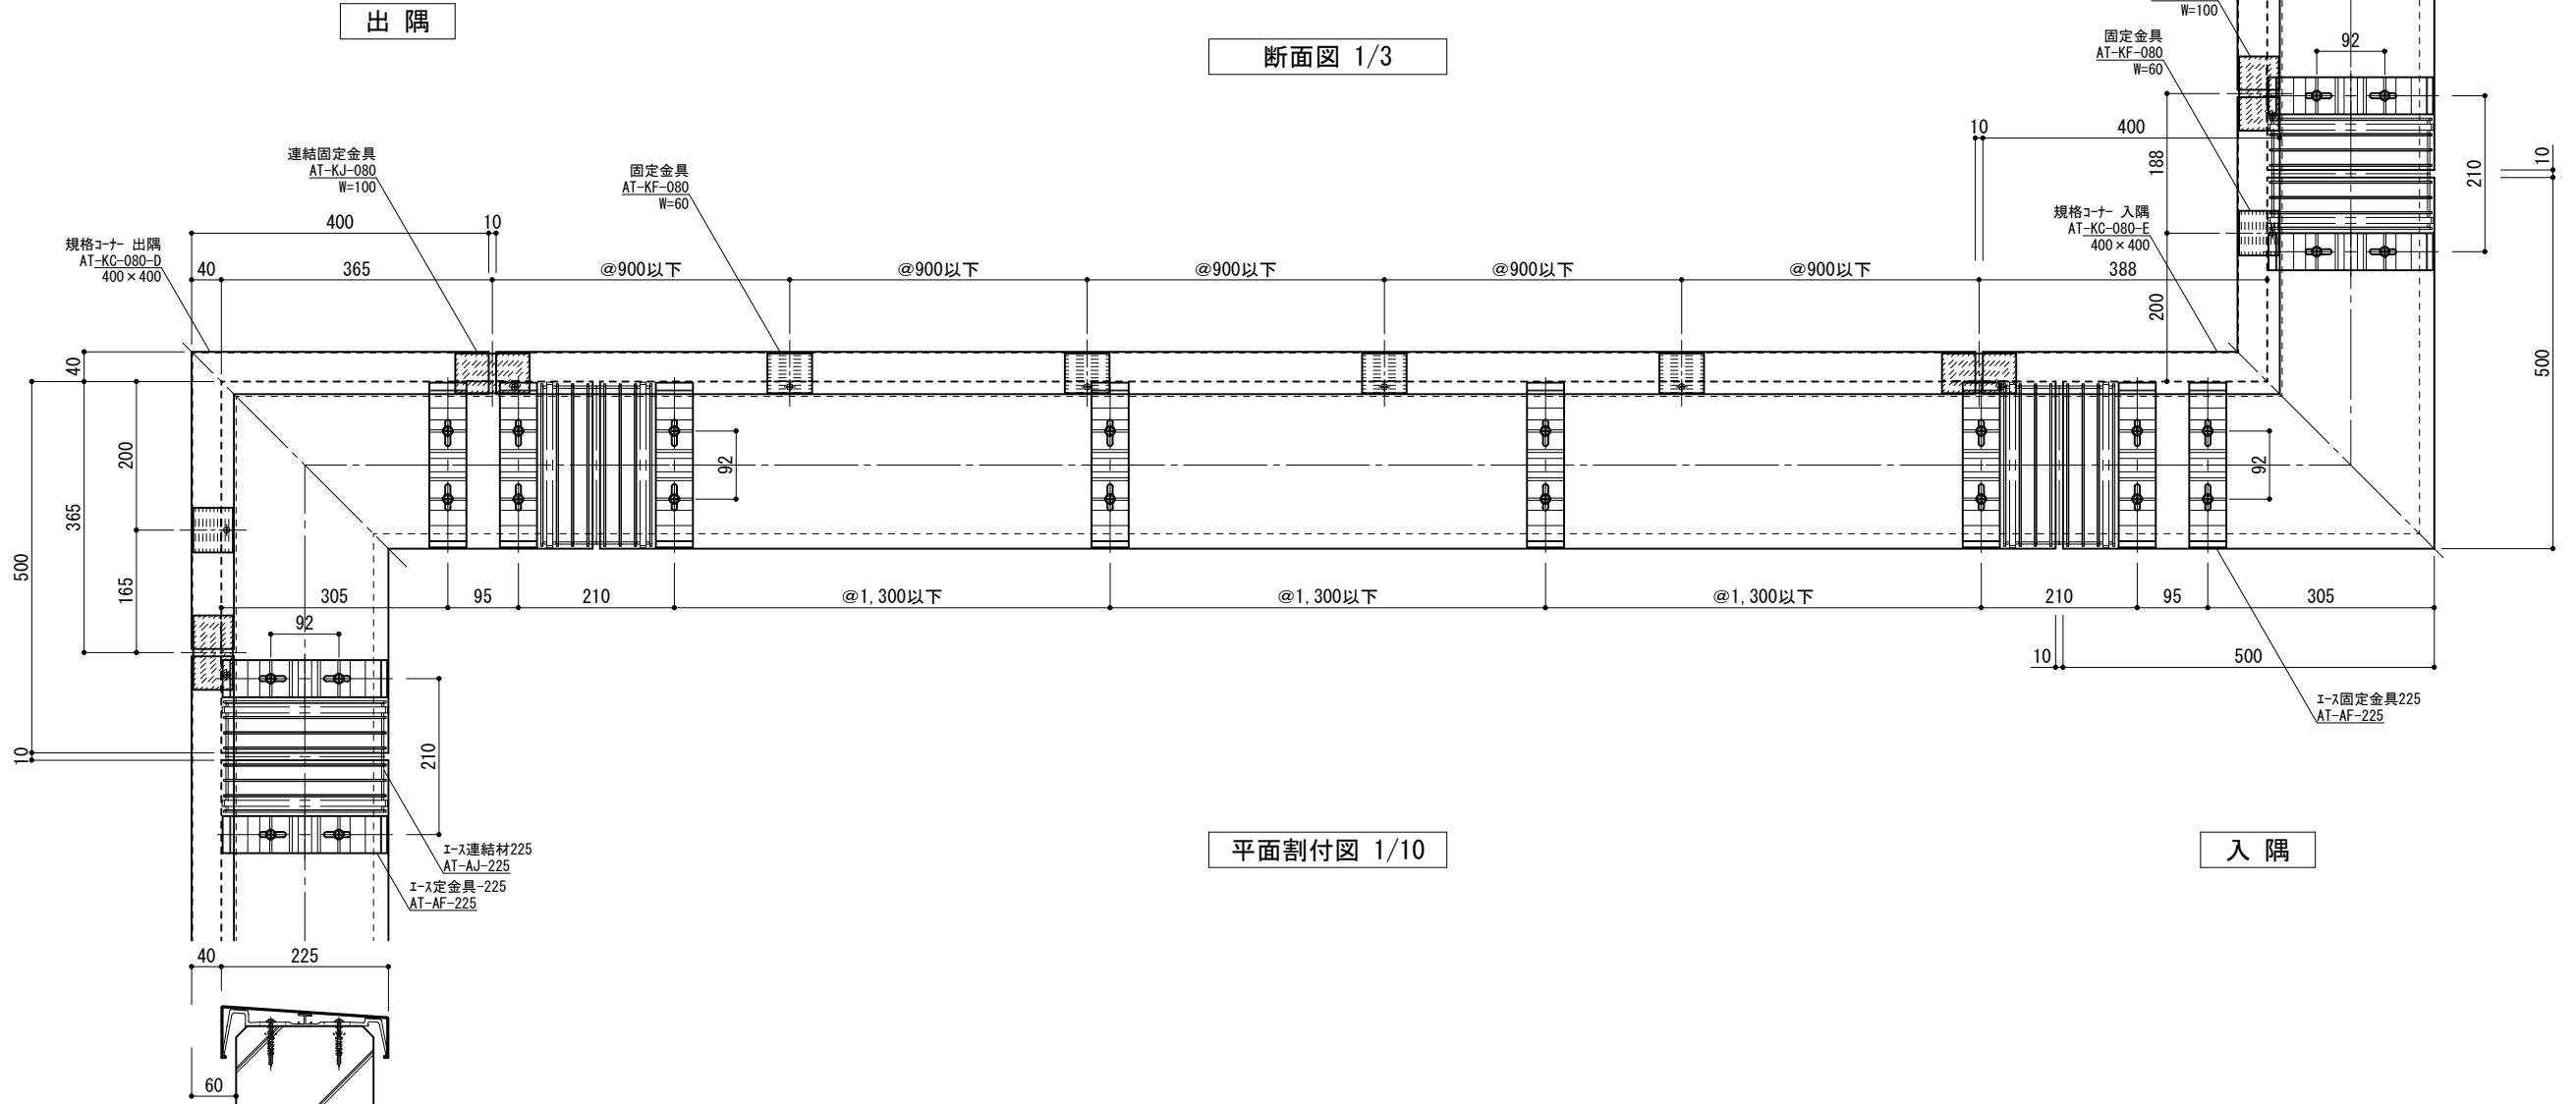 出 隅
断面図 1/3
W=100
固定金具
AT-KF-080
W=60
92
10
400
188
210
10
連結固定金具
AT-KJ-080
W=100
固定金具
AT-KF-080
W=60
規格ｺｰﾅｰ 出隅
AT-KC-080-D
400×400
400
10
規格ｺｰﾅｰ 入隅
AT-KC-080-E
400×400
40
365
@900以下
@900以下
@900以下
@900以下
@900以下
388
200
500
40
200
365
500
165
10
92
92
305
95
210
@1,300以下
@1,300以下
@1,300以下
210
95
305
92
10
500
210
ｴｰｽ固定金具225
AT-AF-225
ｴｰｽ連結材225
AT-AJ-225
ｴｰｽ定金具-225
AT-AF-225
平面割付図 1/10
入 隅
40
225
60